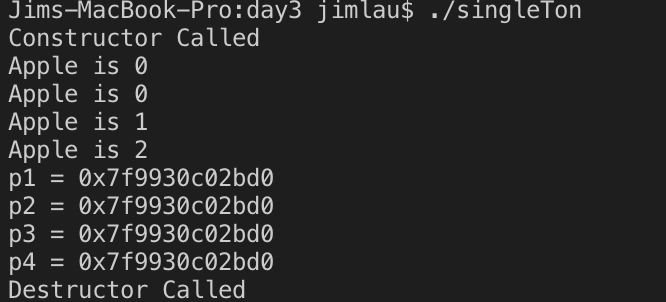 Jims-MacBook-Pro:day3 jimlau$ ./singleTon
Constructor Called
Apple is 0
Apple is 0
Apple is 1
Apple is 2
p1 = 0x7f9930c02bd0
p2 = 0x7f9930c02bd0
p3 = 0x7f9930c02bd0
p4 = 0x7f9930c02bd0
Destructor Called